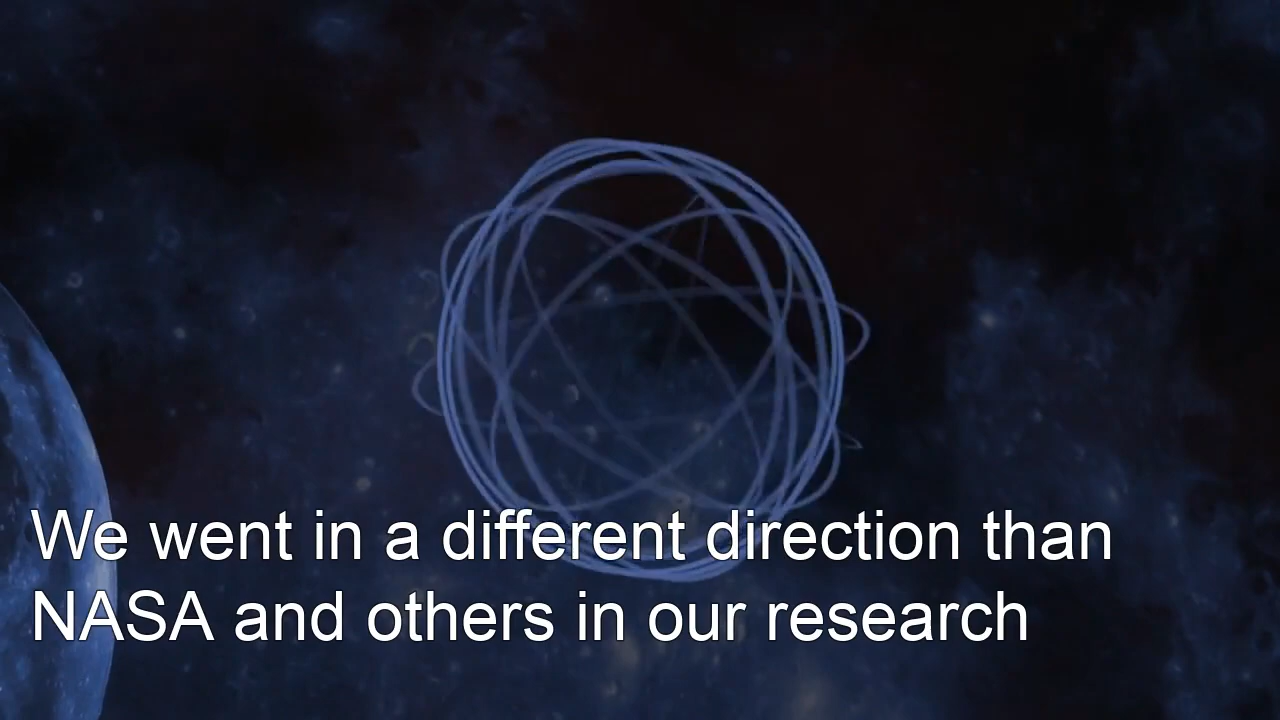 We went in a different direction than
NASA and others in our research